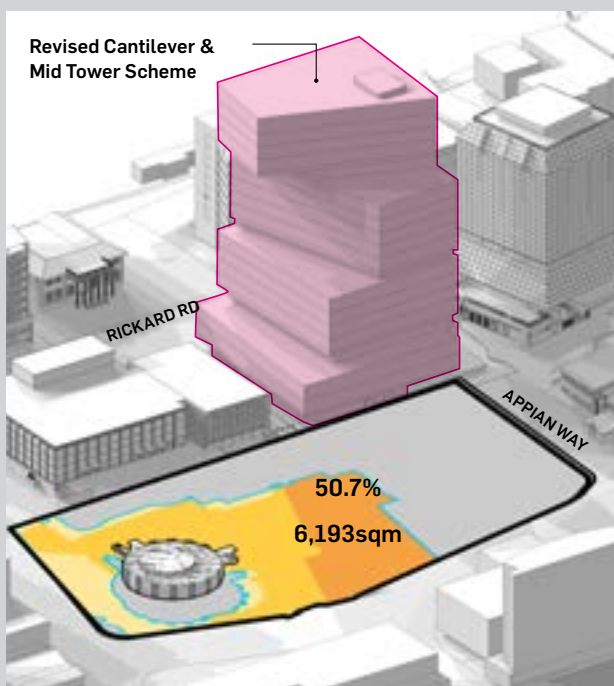 Revised Cantilever &
Mid Tower Scheme
RICKARD RD
APPIAN WAY
50.7%
6,193sqm